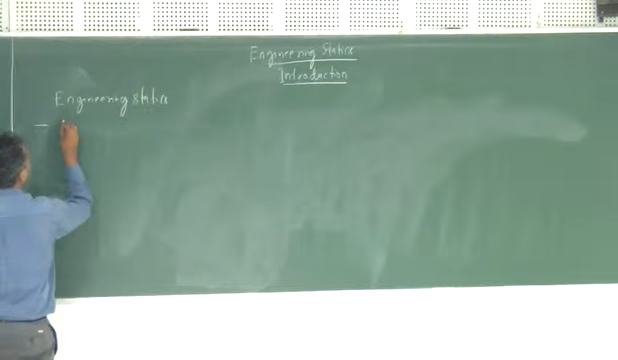 Engineering Statics
Introduction
Engineering statics
-